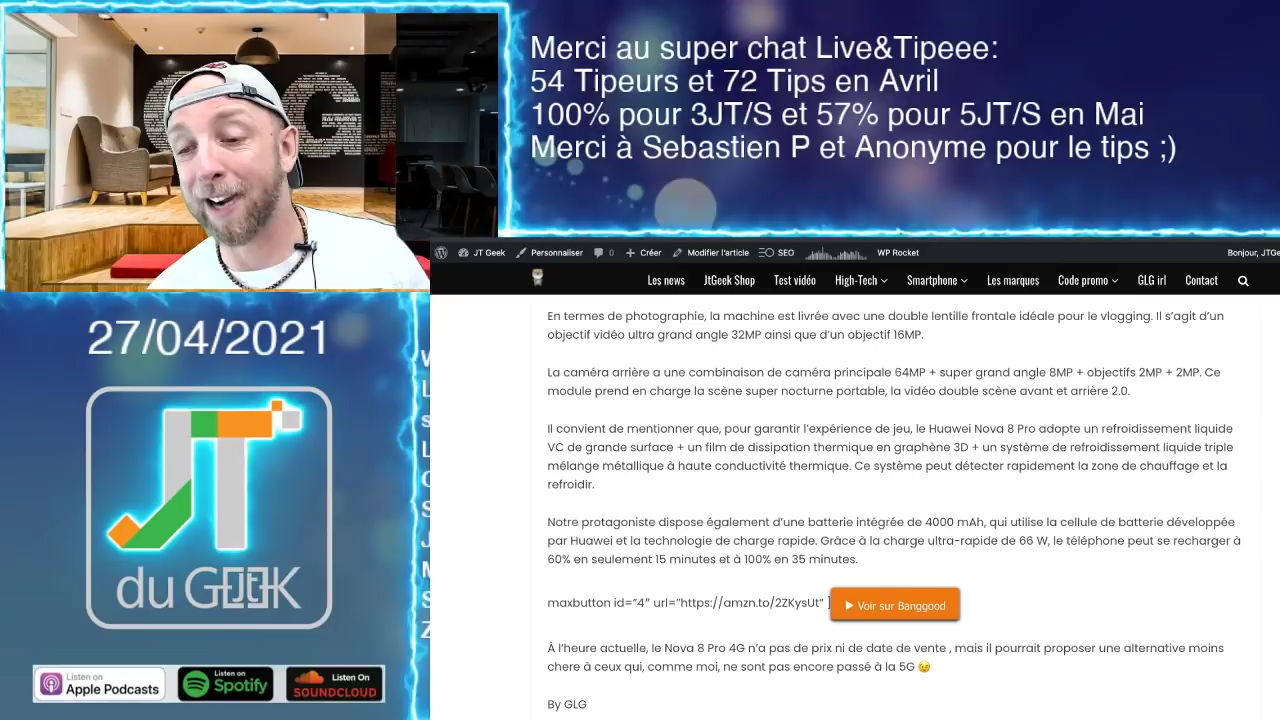 Merci au super chat Live&Tipeee:
54 Tipeurs et 72 Tips en Avril
100% pour 3JT/S et 57% pour 5JT/S en Mai
Merci à Sebastien P et Anonyme pour le tips ;)
JT Geek Personnaliser 0 Créer Modifier l'article SEO WP Rocket Bonjour, JTGe
Les news JtGeek Shop Test vidéo High-Tech Smartphone Les marques Code promo GLG irl Contact
27/04/2021
JT
du GEEK
Listen on
Apple Podcasts
Listen on
Spotify
Listen On
SOUNDCLOUD
En termes de photographie, la machine est livrée avec une double lentille frontale idéale pour le vlogging. Il s’agit d’un
objectif vidéo ultra grand angle 32MP ainsi que d’un objectif 16MP.
La caméra arrière a une combinaison de caméra principale 64MP + super grand angle 8MP + objectifs 2MP + 2MP. Ce
module prend en charge la scène super nocturne portable, la vidéo double scène avant et arrière 2.0.
Il convient de mentionner que, pour garantir l’expérience de jeu, le Huawei Nova 8 Pro adopte un refroidissement liquide
VC de grande surface + un film de dissipation thermique en graphène 3D + un système de refroidissement liquide triple
mélange métallique à haute conductivité thermique. Ce système peut détecter rapidement la zone de chauffage et la
refroidir.
Notre protagoniste dispose également d’une batterie intégrée de 4000 mAh, qui utilise la cellule de batterie développée
par Huawei et la technologie de charge rapide. Grâce à la charge ultra-rapide de 66 W, le téléphone peut se recharger à
60% en seulement 15 minutes et à 100% en 35 minutes.
maxbutton id=”4″ url=”https://amzn.to/2ZKysUt” ] Voir sur Banggood
À l’heure actuelle, le Nova 8 Pro 4G n’a pas de prix ni de date de vente , mais il pourrait proposer une alternative moins
chere à ceux qui, comme moi, ne sont pas encore passé à la 5G 😉
By GLG